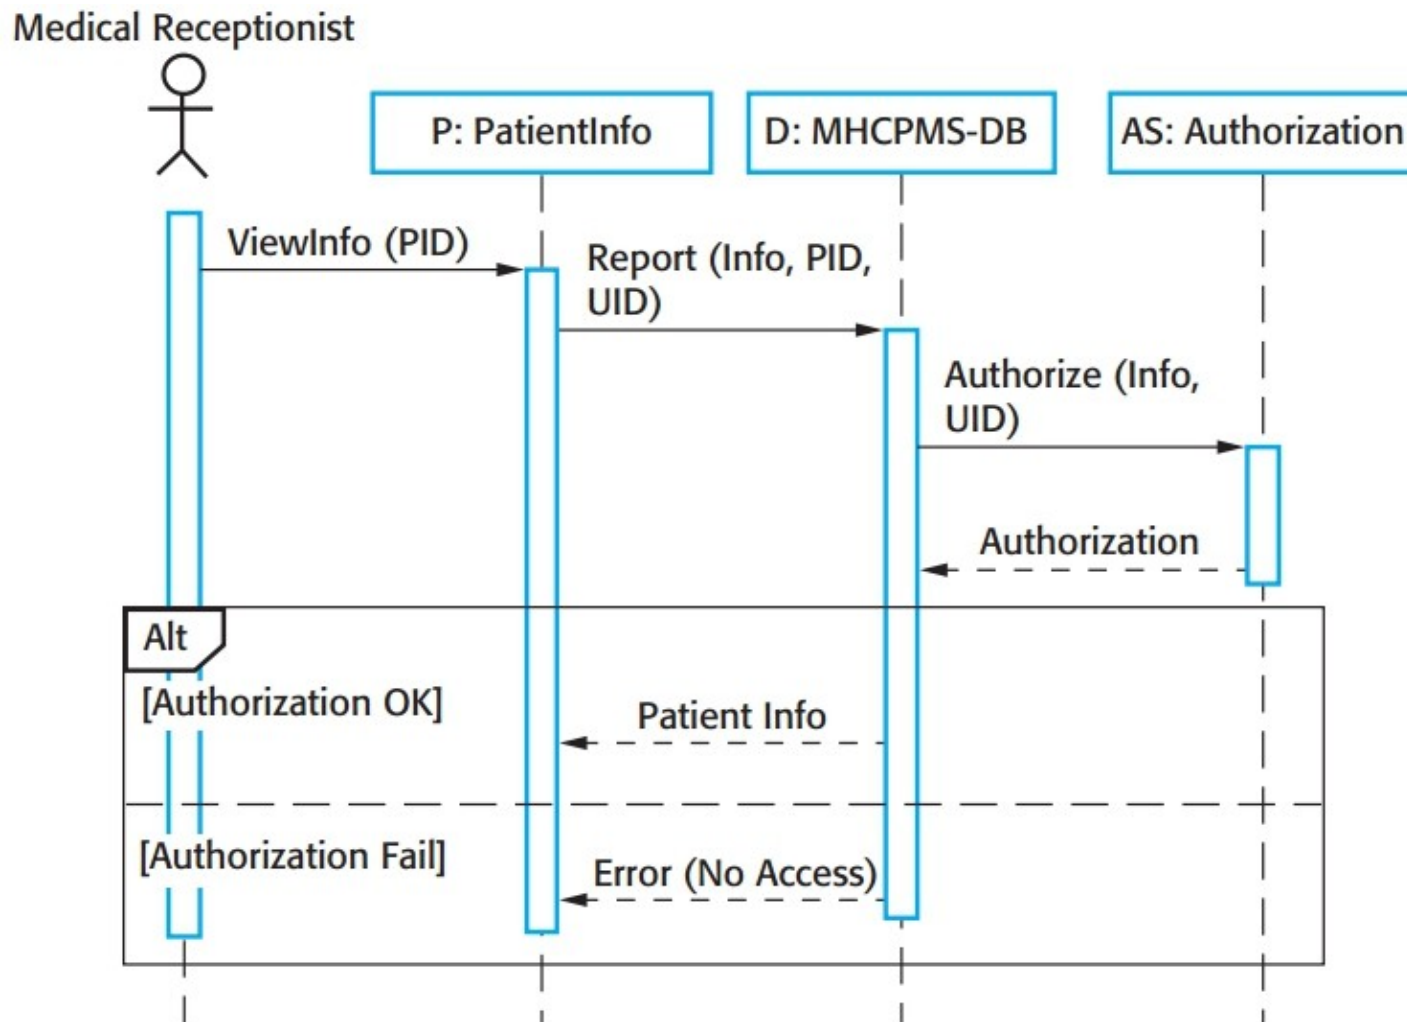 Medical Receptionist
P: PatientInfo
D: MHCPMS-DB
AS: Authorization
ViewInfo (PID)
Report (Info, PID,
UID)
Authorize (Info,
UID)
Authorization
Alt
[Authorization OK]
Patient Info
[Authorization Fail]
Error (No Access)